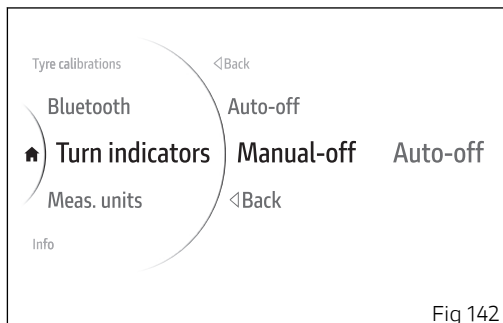 Tyre calibrations ◁Back
Bluetooth Auto-off
Turn indicators Manual-off Auto-off
Meas. units ◁Back
Info
Fig 142